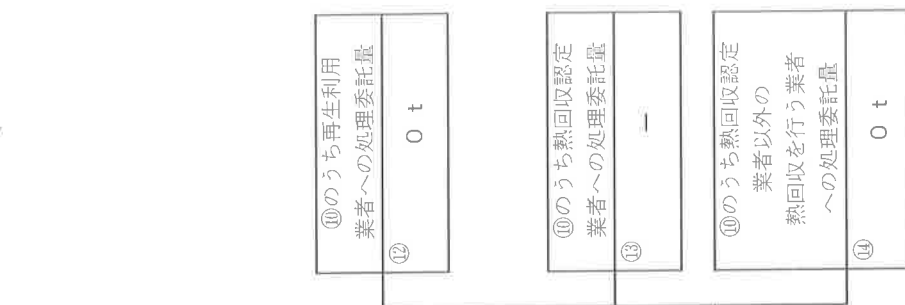 ⑩のうち再生利用
業者への処理委託量
⑫
0 t
⑩のうち熱回収認定
業者への処理委託量
⑬
—
⑩のうち熱回収認定
業者以外の
熱回収を行う業者
への処理委託量
⑭
0 t